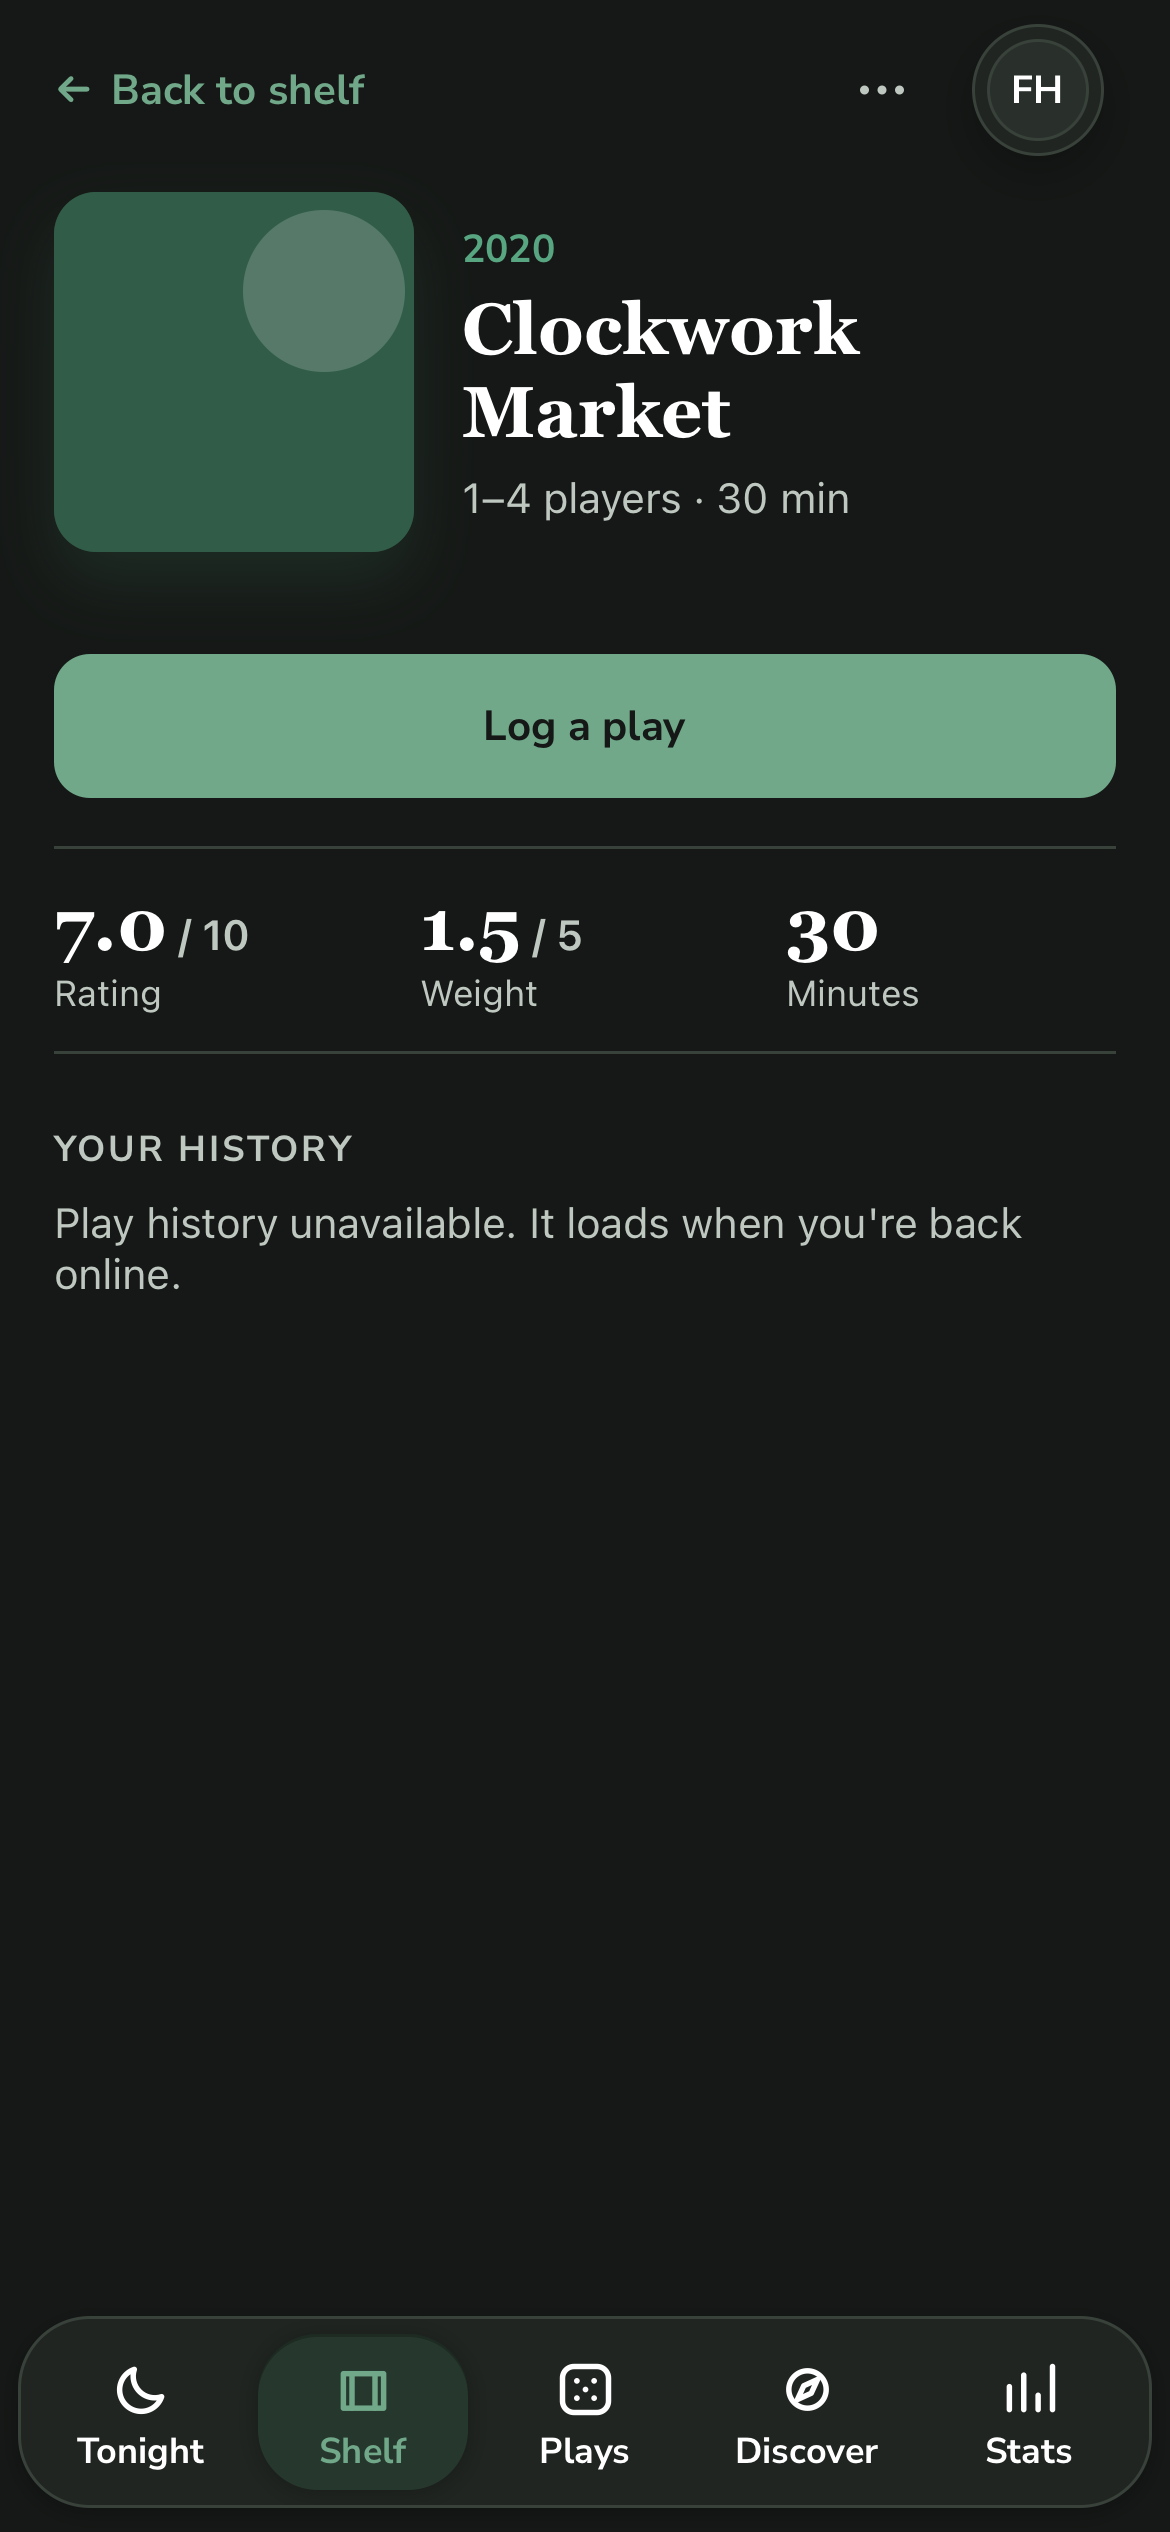 Back to shelf
FH
2020
Clockwork
Market
1–4 players · 30 min
Log a play
7.0 / 10
Rating
1.5 / 5
Weight
30
Minutes
YOUR HISTORY
Play history unavailable. It loads when you're back
online.
Tonight
Shelf
Plays
Discover
Stats